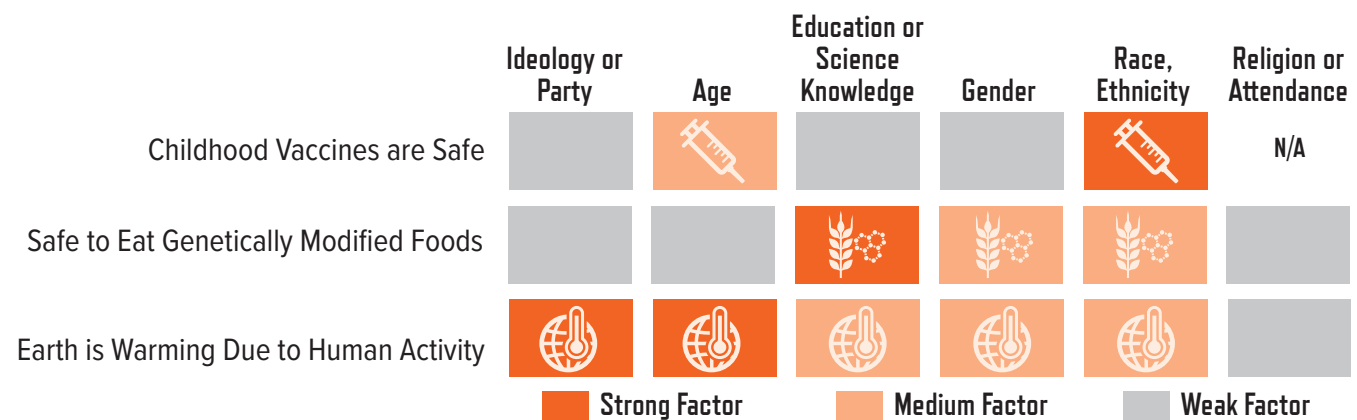 Ideology or
Party
Age
Education or
Science
Knowledge
Gender
Race,
Ethnicity
Religion or
Attendance
Childhood Vaccines are Safe
N/A
Safe to Eat Genetically Modified Foods
Earth is Warming Due to Human Activity
Strong Factor
Medium Factor
Weak Factor